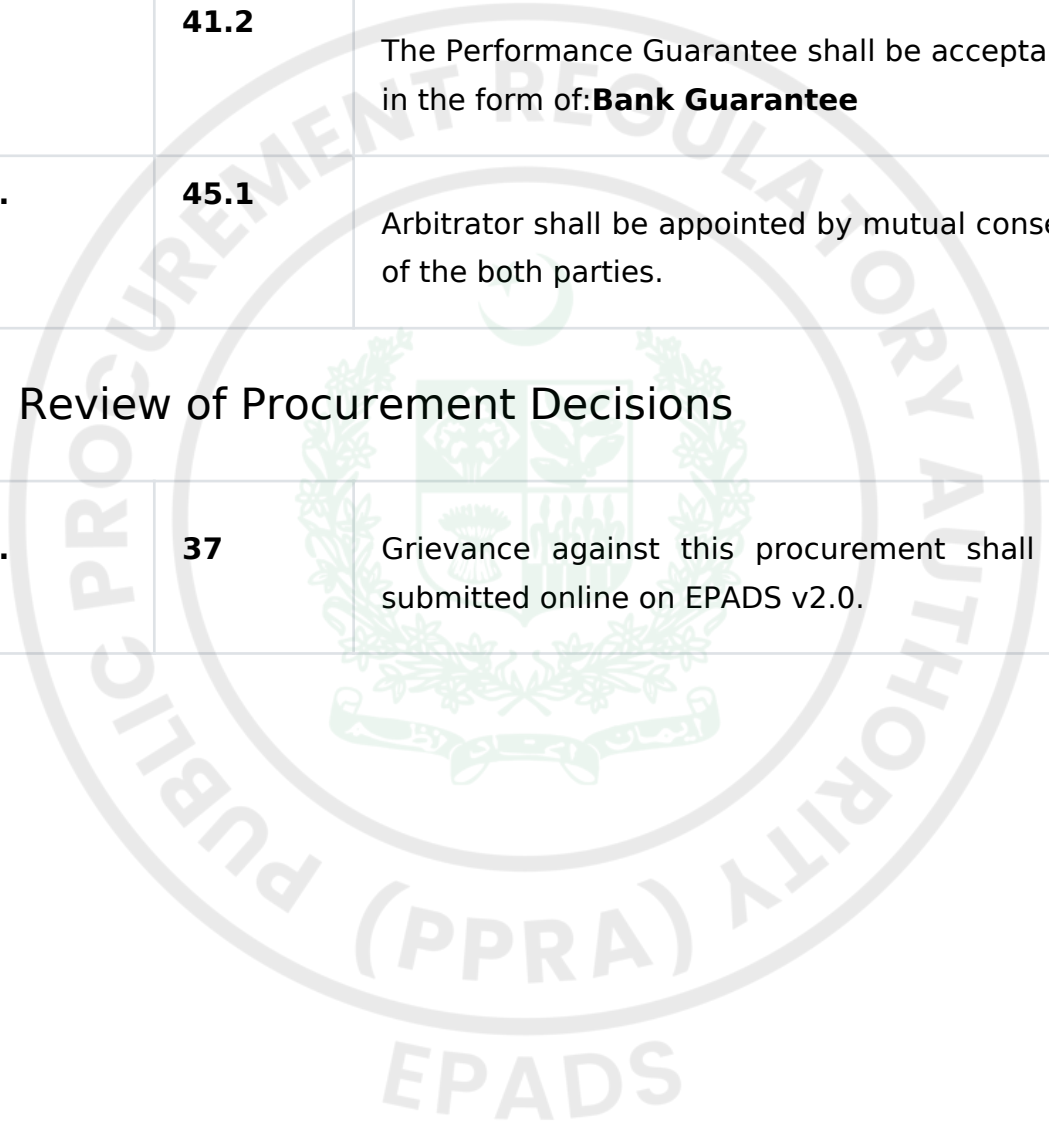 41.2
The Performance Guarantee shall be accepta
in the form of:Bank Guarantee
.
45.1
Arbitrator shall be appointed by mutual conse
of the both parties.
Review of Procurement Decisions
.
37
Grievance against this procurement shall
submitted online on EPADS v2.0.
PUBLIC PROCUREMENT REGULATORY AUTHORITY
(PPRA)
EPADS